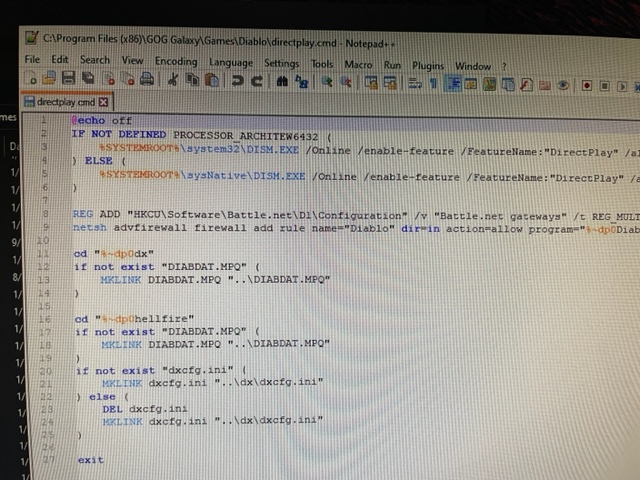 C:\Program Files (x86)\GOG Galaxy\Games\Diablo\directplay.cmd - Notepad++
File Edit Search View Encoding Language Settings Tools Macro Run Plugins Window ?
directplay.cmd
1 @echo off
2 IF NOT DEFINED PROCESSOR_ARCHITEW6432 (
3 %SYSTEMROOT%\system32\DISM.EXE /Online /enable-feature /FeatureName:"DirectPlay" /al
4 ) ELSE (
5 %SYSTEMROOT%\sysNative\DISM.EXE /Online /enable-feature /FeatureName:"DirectPlay" /a
6 )
7
8 REG ADD "HKCU\Software\Battle.net\D1\Configuration" /v "Battle.net gateways" /t REG_MULT
9 netsh advfirewall firewall add rule name="Diablo" dir=in action=allow program="%~dp0Diab
10
11 cd "%~dp0dx"
12 if not exist "DIABDAT.MPQ" (
13 MKLINK DIABDAT.MPQ "..\DIABDAT.MPQ"
14 )
15
16 cd "%~dp0hellfire"
17 if not exist "DIABDAT.MPQ" (
18 MKLINK DIABDAT.MPQ "..\DIABDAT.MPQ"
19 )
20 if not exist "dxcfg.ini" (
21 MKLINK dxcfg.ini "..\dx\dxcfg.ini"
22 ) else (
23 DEL dxcfg.ini
24 MKLINK dxcfg.ini "..\dx\dxcfg.ini"
25 )
26
27 exit